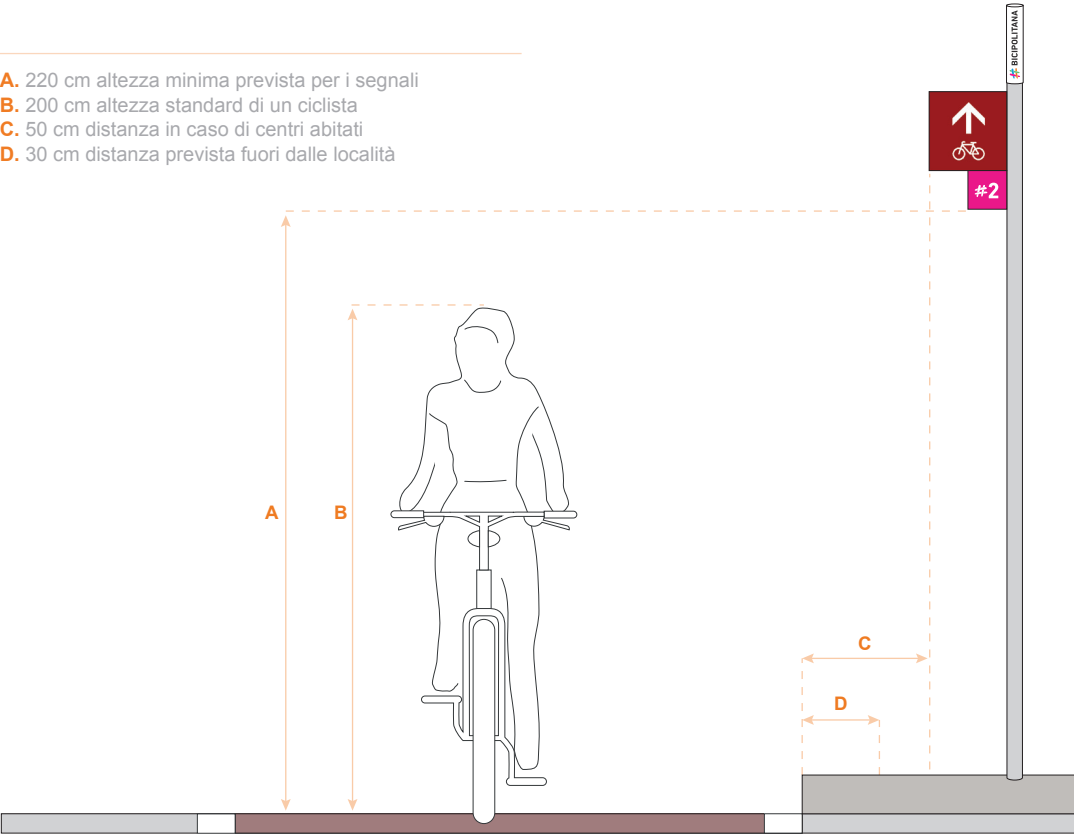 A. 220 cm altezza minima prevista per i segnali
B. 200 cm altezza standard di un ciclista
C. 50 cm distanza in caso di centri abitati
D. 30 cm distanza prevista fuori dalle località
# BICIPOLITANA
#2
A
B
C
D